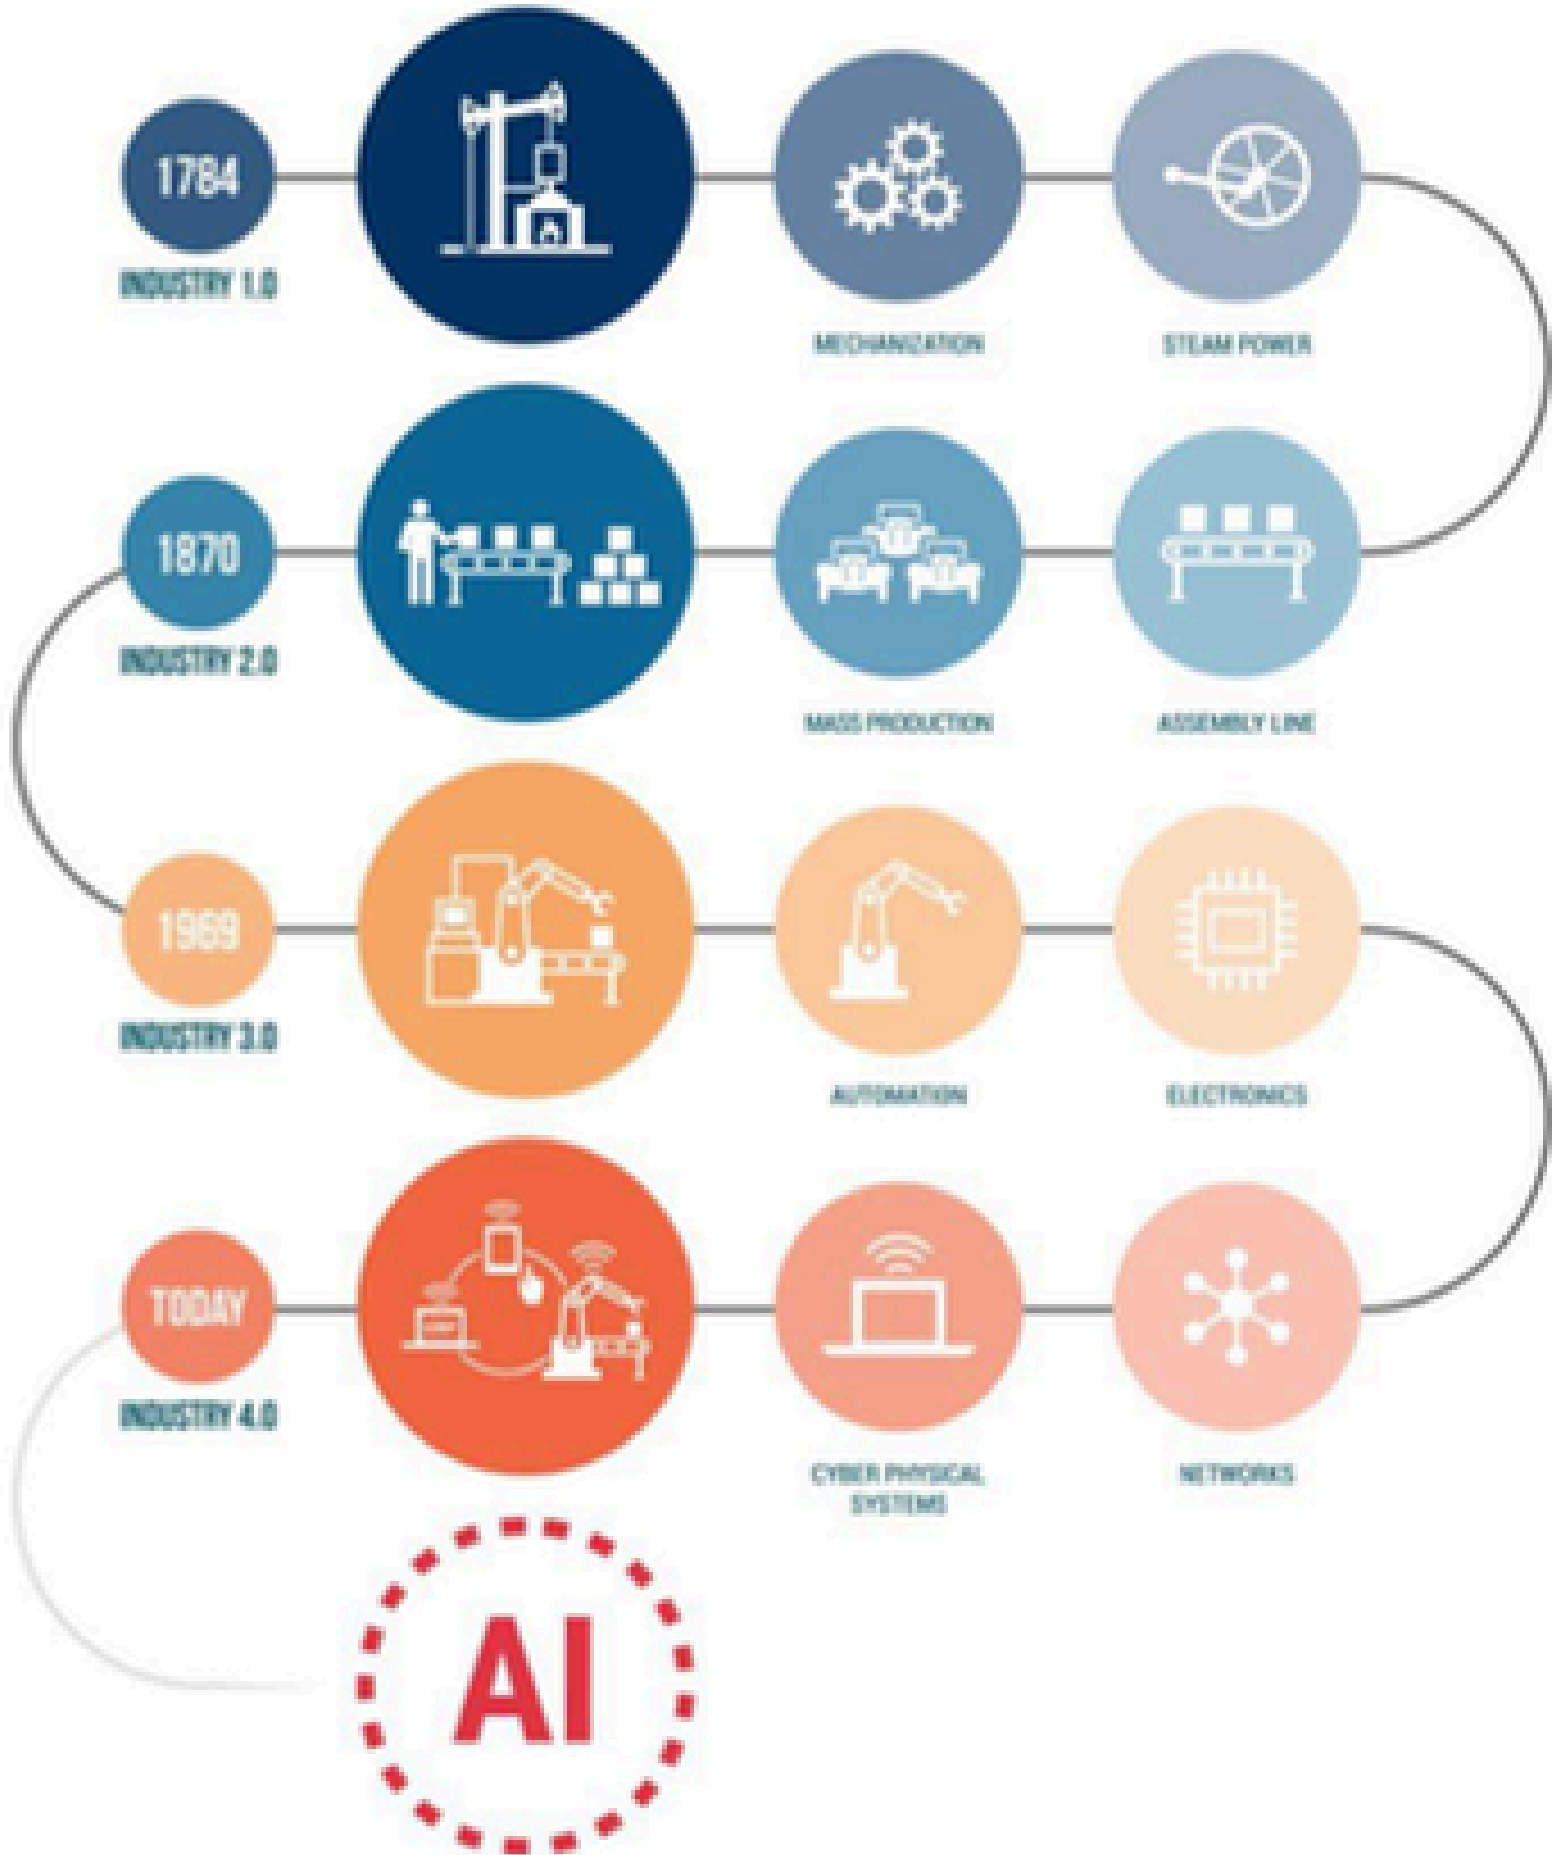 1784
INDUSTRY 1.0
MECHANIZATION
STEAM POWER
1870
INDUSTRY 2.0
MASS PRODUCTION
ASSEMBLY LINE
1969
INDUSTRY 3.0
AUTOMATION
ELECTRONICS
TODAY
INDUSTRY 4.0
CYBER PHYSICAL
SYSTEMS
NETWORKS
AI